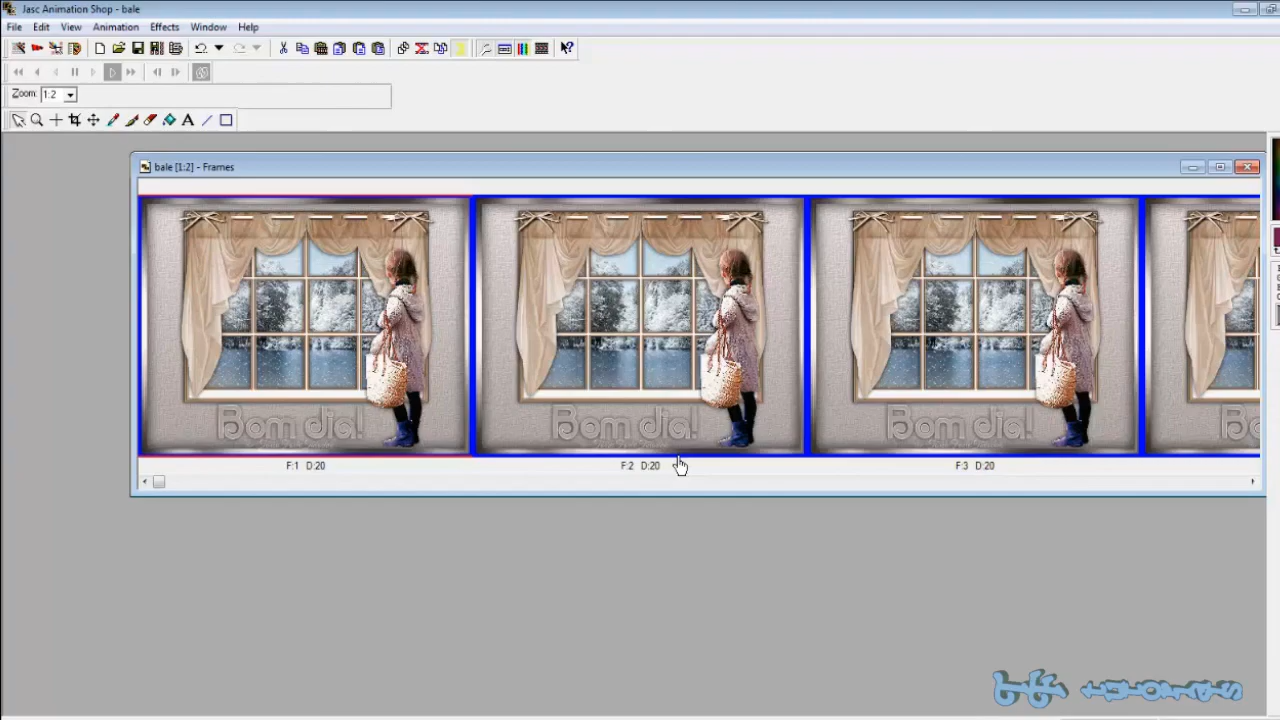 Jasc Animation Shop - bale
File Edit View Animation Effects Window Help
Zoom: 1:2
bale [1:2] - Frames
Bom dia! Bom dia! Bom dia!
F:1 D:20 F:2 D:20 F:3 D:20